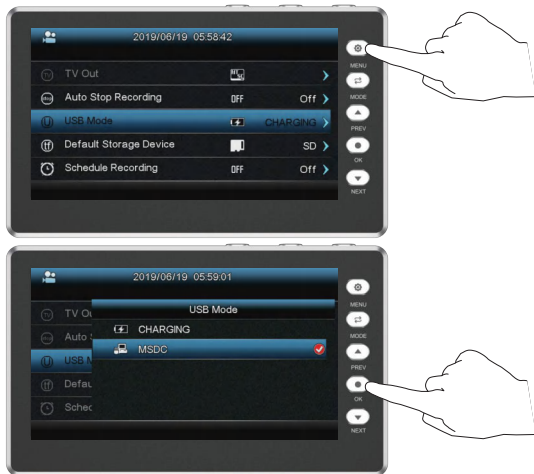 2019/06/19 05:58:42
TV Out
Auto Stop Recording OFF Off
USB Mode CHARGING
Default Storage Device SD
Schedule Recording OFF Off
MENU
MODE
PREV
OK
NEXT
2019/06/19 05:59:01
USB Mode
TV Ou
CHARGING
Auto
MSDC
USB M
Defau
Sched
MENU
MODE
PREV
OK
NEXT